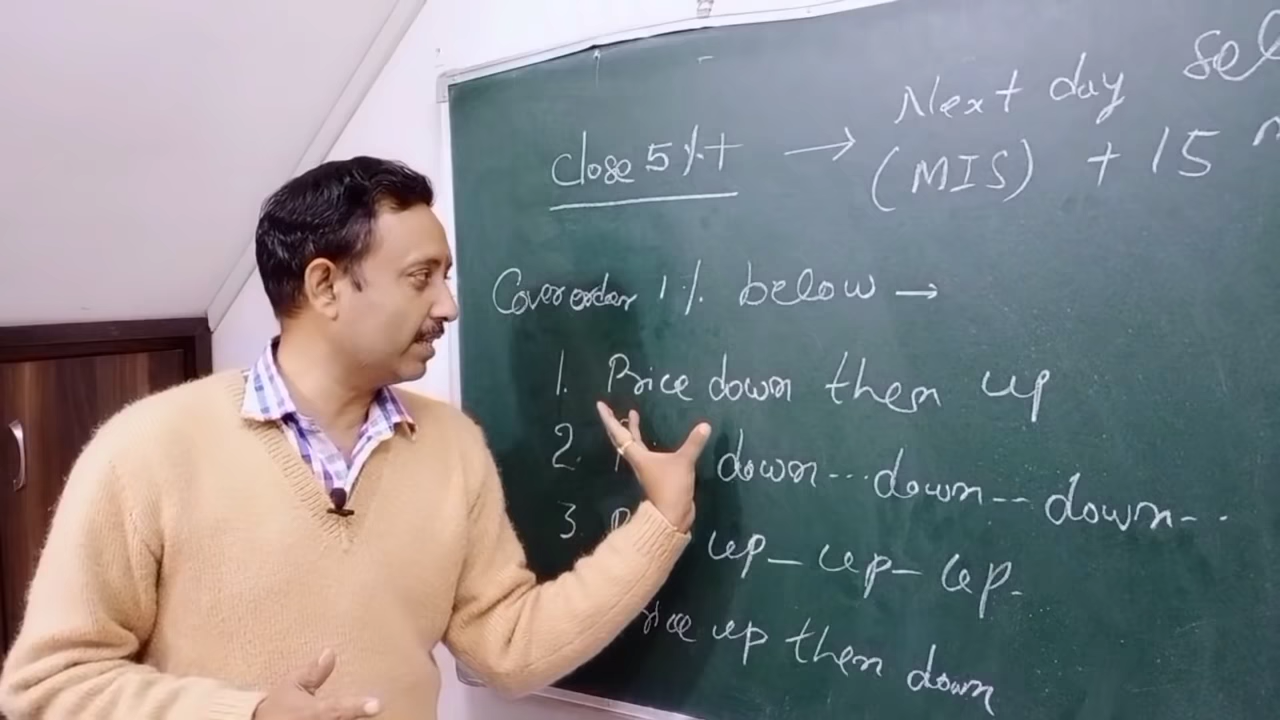 Close 5%+ → Next day
(MIS) + 15
Cover order 1% below →
1. Price down then up
2. down... down-- down--.
3. up - up - up.
up then down